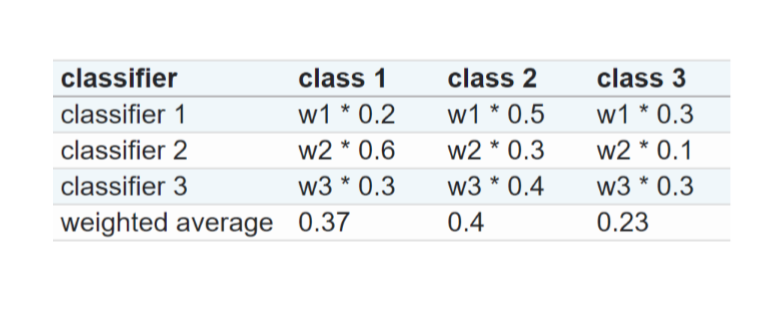 classifier class 1 class 2 class 3
classifier 1 w1 * 0.2 w1 * 0.5 w1 * 0.3
classifier 2 w2 * 0.6 w2 * 0.3 w2 * 0.1
classifier 3 w3 * 0.3 w3 * 0.4 w3 * 0.3
weighted average 0.37 0.4 0.23